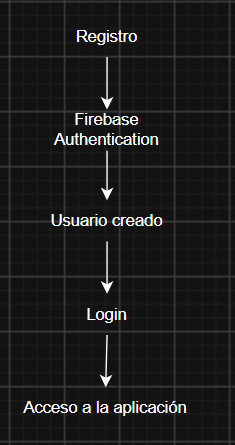 Registro
Firebase
Authentication
Usuario creado
Login
Acceso a la aplicación